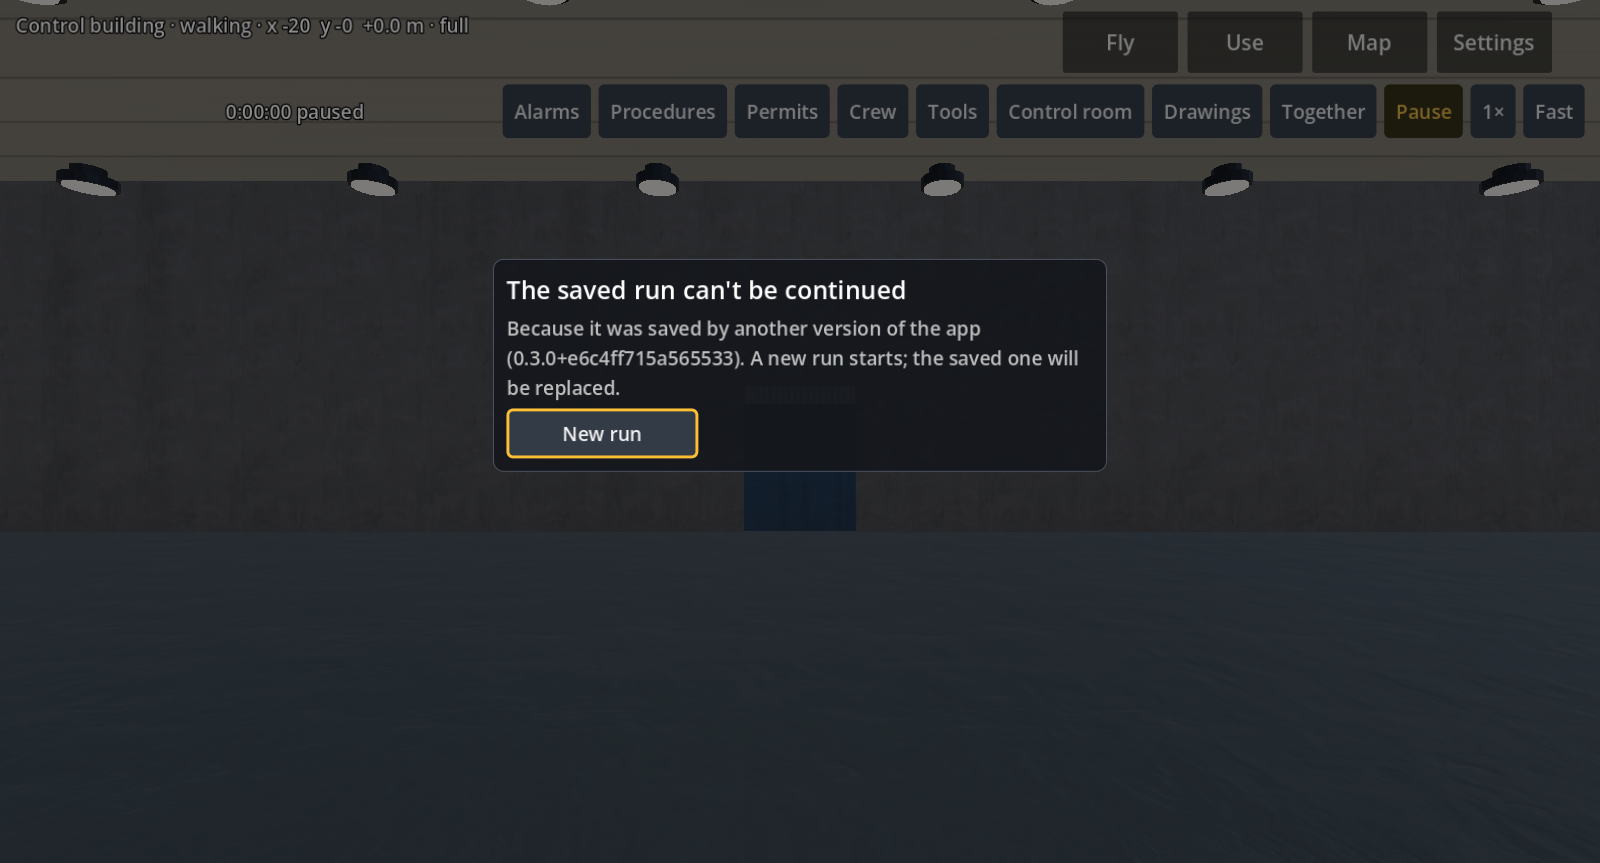 Control building · walking · x -20 y -0 +0.0 m · full
Fly Use Map Settings
0:00:00 paused
Alarms Procedures Permits Crew Tools Control room Drawings Together Pause 1× Fast
The saved run can't be continued
Because it was saved by another version of the app
(0.3.0+e6c4ff715a565533). A new run starts; the saved one will
be replaced.
New run